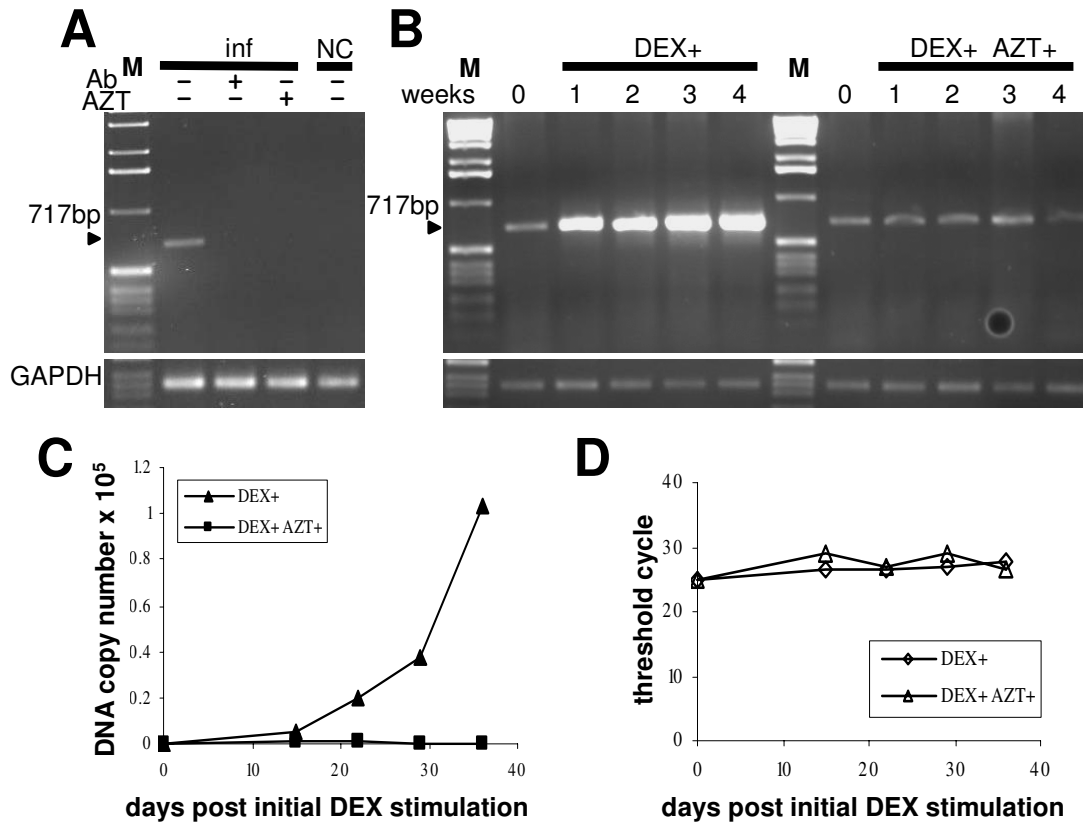 A
B
inf
NC
M
Ab
– + – –
AZT
– – + –
717bp
GAPDH
DEX+
DEX+ AZT+
M
M
weeks 0 1 2 3 4
0 1 2 3 4
717bp
C
DNA copy number x 10⁵
1.2
1
0.8
0.6
0.4
0.2
0
DEX+
DEX+ AZT+
0 10 20 30 40
days post initial DEX stimulation
D
threshold cycle
40
30
20
10
0
DEX+
DEX+ AZT+
0 10 20 30 40
days post initial DEX stimulation